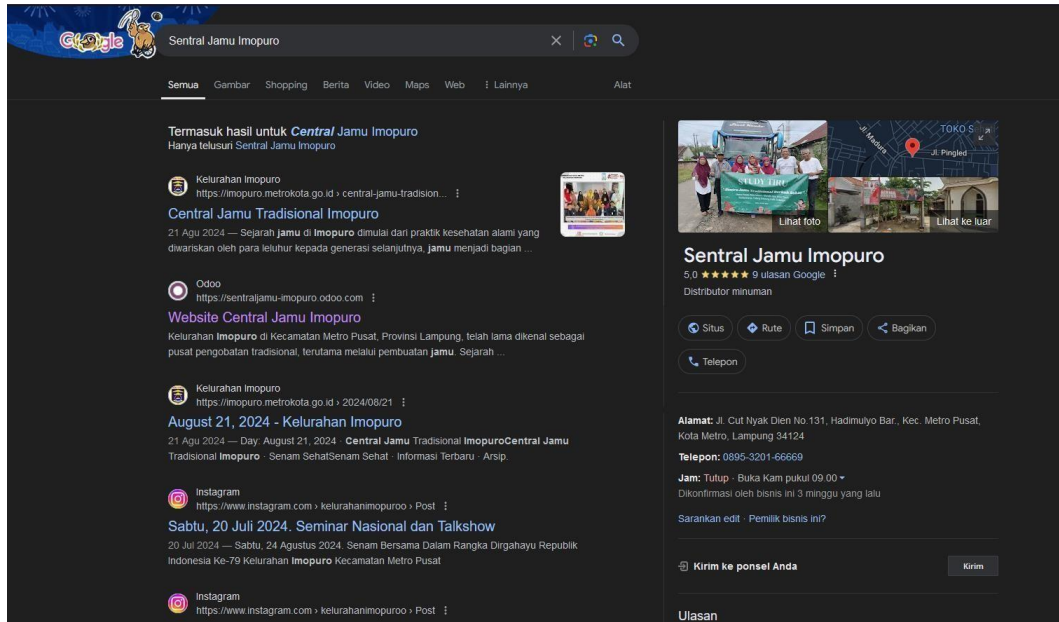 Google
Sentral Jamu Imopuro
Semua Gambar Shopping Berita Video Maps Web Lainnya Alat
Termasuk hasil untuk Central Jamu Imopuro
Hanya telusuri Sentral Jamu Imopuro
Kelurahan Imopuro
https://imopuro.metrokota.go.id › central-jamu-tradision...
Central Jamu Tradisional Imopuro
21 Agu 2024 — Sejarah jamu di Imopuro dimulai dari praktik kesehatan alami yang
diwariskan oleh para leluhur kepada generasi selanjutnya, jamu menjadi bagian ...
Odoo
https://sentraljamu-imopuro.odoo.com
Website Central Jamu Imopuro
Kelurahan Imopuro di Kecamatan Metro Pusat, Provinsi Lampung, telah lama dikenal sebagai
pusat pengobatan tradisional, terutama melalui pembuatan jamu. Sejarah ...
Kelurahan Imopuro
https://imopuro.metrokota.go.id › 2024/08/21
August 21, 2024 - Kelurahan Imopuro
21 Agu 2024 — Day: August 21, 2024 · Central Jamu Tradisional ImopuroCentral Jamu
Tradisional Imopuro · Senam SehatSenam Sehat · Informasi Terbaru · Arsip.
Instagram
https://www.instagram.com › kelurahanimopuroo › Post
Sabtu, 20 Juli 2024. Seminar Nasional dan Talkshow
20 Jul 2024 — Sabtu, 24 Agustus 2024. Senam Bersama Dalam Rangka Dirgahayu Republik
Indonesia Ke-79 Kelurahan Imopuro Kecamatan Metro Pusat
Instagram
https://www.instagram.com › kelurahanimopuroo › Post
STUDY TIRU
Lihat foto
Jl. Madura
TOKO S
Jl. Pingled
Lihat ke luar
Sentral Jamu Imopuro
5,0 ★★★★★ 9 ulasan Google
Distributor minuman
Situs Rute Simpan Bagikan
Telepon
Alamat: Jl. Cut Nyak Dien No.131, Hadimulyo Bar., Kec. Metro Pusat,
Kota Metro, Lampung 34124
Telepon: 0895-3201-66669
Jam: Tutup · Buka Kam pukul 09.00
Dikonfirmasi oleh bisnis ini 3 minggu yang lalu
Sarankan edit · Pemilik bisnis ini?
Kirim ke ponsel Anda Kirim
Ulasan